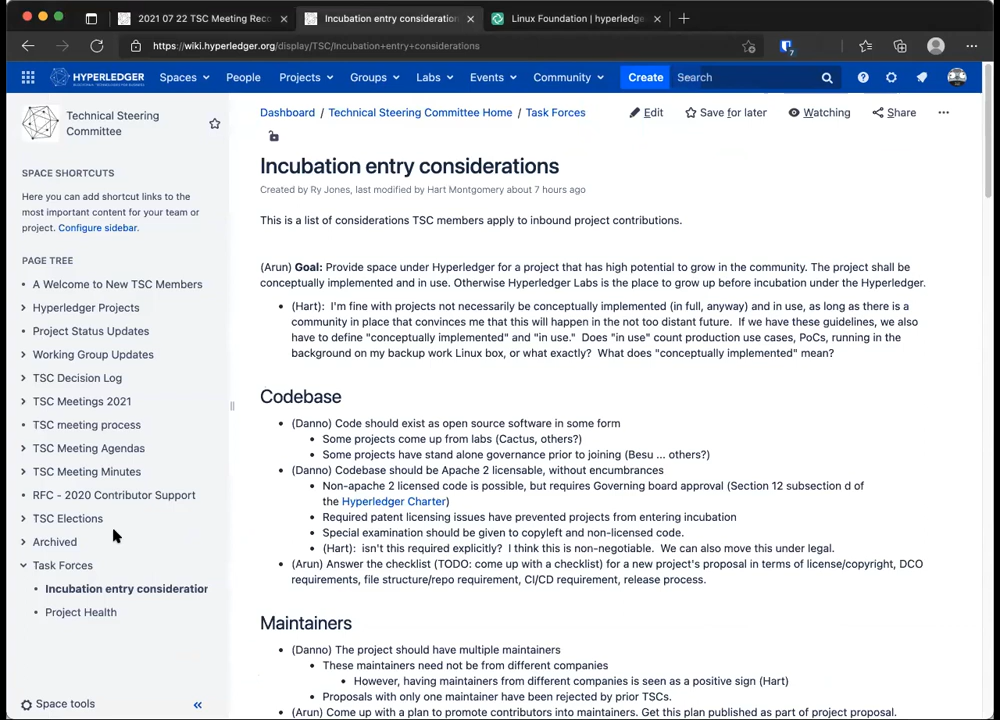 2021 07 22 TSC Meeting Reco
Incubation entry consideration
Linux Foundation | hyperledge
https://wiki.hyperledger.org/display/TSC/Incubation+entry+considerations
7
HYPERLEDGER
Spaces
People
Projects
Groups
Labs
Events
Community
Create
Search
Technical Steering
Committee
SPACE SHORTCUTS
Here you can add shortcut links to the
most important content for your team or
project. Configure sidebar.
PAGE TREE
A Welcome to New TSC Members
Hyperledger Projects
Project Status Updates
Working Group Updates
TSC Decision Log
TSC Meetings 2021
TSC meeting process
TSC Meeting Agendas
TSC Meeting Minutes
RFC - 2020 Contributor Support
TSC Elections
Archived
Task Forces
Incubation entry consideration
Project Health
Space tools
Dashboard / Technical Steering Committee Home / Task Forces
Edit
Save for later
Watching
Share
Incubation entry considerations
Created by Ry Jones, last modified by Hart Montgomery about 7 hours ago
This is a list of considerations TSC members apply to inbound project contributions.
(Arun) Goal: Provide space under Hyperledger for a project that has high potential to grow in the community. The project shall be
conceptually implemented and in use. Otherwise Hyperledger Labs is the place to grow up before incubation under the Hyperledger.
• (Hart): I'm fine with projects not necessarily be conceptually implemented (in full, anyway) and in use, as long as there is a
community in place that convinces me that this will happen in the not too distant future. If we have these guidelines, we also
have to define "conceptually implemented" and "in use." Does "in use" count production use cases, PoCs, running in the
background on my backup work Linux box, or what exactly? What does "conceptually implemented" mean?
Codebase
• (Danno) Code should exist as open source software in some form
• Some projects come up from labs (Cactus, others?)
• Some projects have stand alone governance prior to joining (Besu ... others?)
• (Danno) Codebase should be Apache 2 licensable, without encumbrances
• Non-apache 2 licensed code is possible, but requires Governing board approval (Section 12 subsection d of
the Hyperledger Charter)
• Required patent licensing issues have prevented projects from entering incubation
• Special examination should be given to copyleft and non-licensed code.
• (Hart): isn't this required explicitly? I think this is non-negotiable. We can also move this under legal.
• (Arun) Answer the checklist (TODO: come up with a checklist) for a new project's proposal in terms of license/copyright, DCO
requirements, file structure/repo requirement, CI/CD requirement, release process.
Maintainers
• (Danno) The project should have multiple maintainers
• These maintainers need not be from different companies
• However, having maintainers from different companies is seen as a positive sign (Hart)
• Proposals with only one maintainer have been rejected by prior TSCs.
• (Arun) Come up with a plan to promote contributors into maintainers. Get this plan published as part of project proposal.